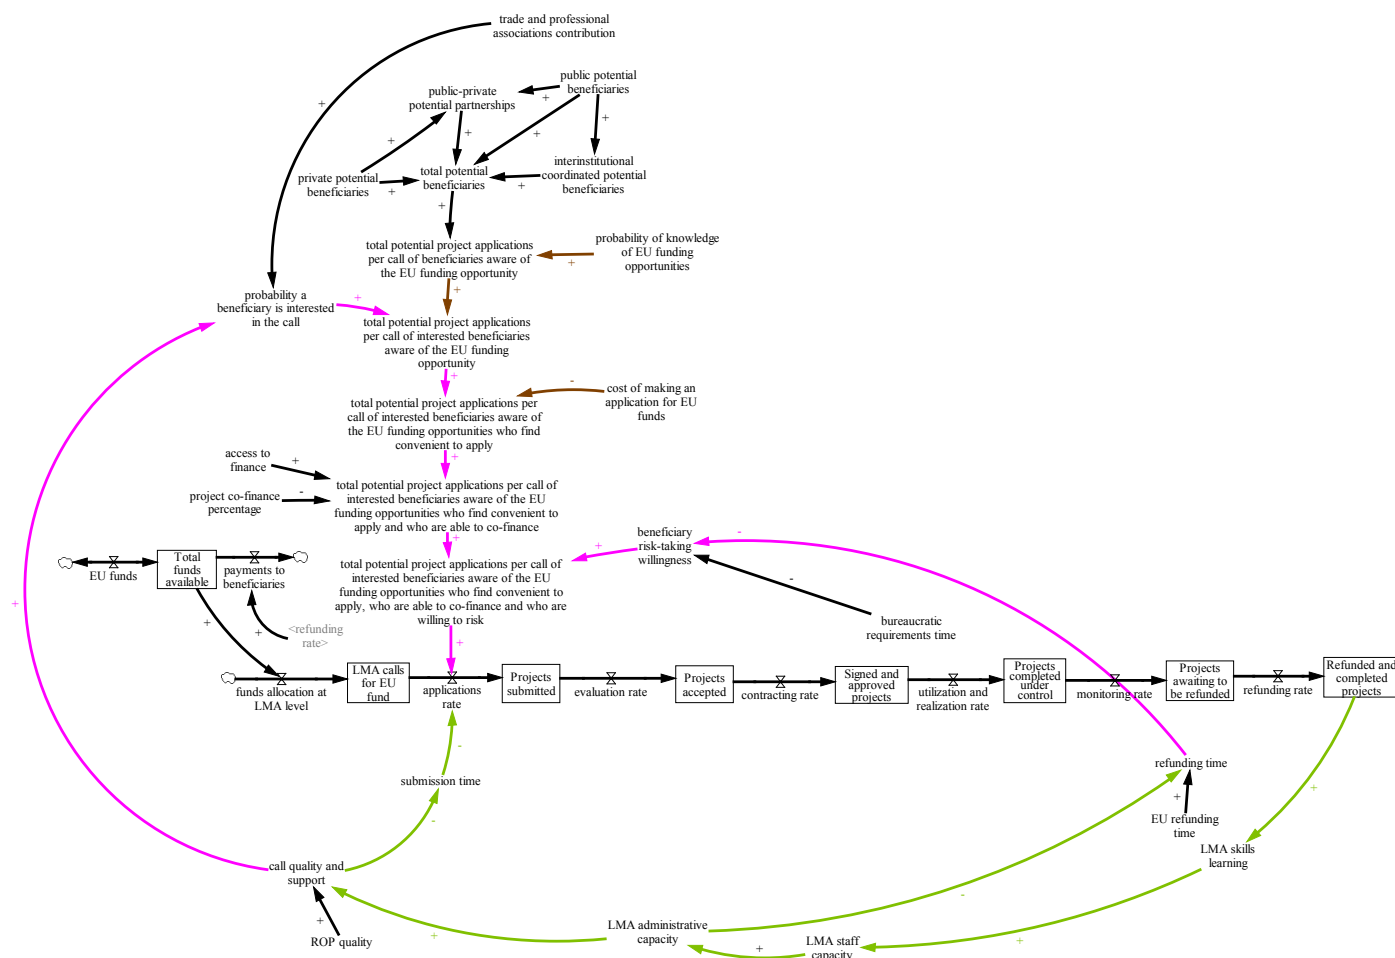 trade and professional
associations contribution
public potential
beneficiaries
public-private
potential partnerships
+
+
+
+
+
+
private potential
beneficiaries
total potential
beneficiaries
interinstitutional
coordinated potential
beneficiaries
+
+
+
total potential project applications
per call of beneficiaries aware of
the EU funding opportunity
probability of knowledge
of EU funding
opportunities
+
+
probability a
beneficiary is interested
in the call
+
total potential project applications
per call of interested beneficiaries
aware of the EU funding
opportunity
+
-
cost of making an
application for EU
funds
total potential project applications per
call of interested beneficiaries aware of
the EU funding opportunities who find
convenient to apply
access to
finance
+
+
project co-finance
percentage
-
total potential project applications per call of
interested beneficiaries aware of the EU
funding opportunities who find convenient to
apply and who are able to co-finance
+
beneficiary
risk-taking
willingness
+
-
-
Total
funds
available
EU funds
payments to
beneficiaries
total potential project applications per call of
interested beneficiaries aware of the EU
funding opportunities who find convenient to
apply, who are able to co-finance and who are
willing to risk
+
+
+
<refunding
rate>
+
bureaucratic
requirements time
funds allocation at
LMA level
LMA calls
for EU
fund
applications
rate
Projects
submitted
evaluation rate
Projects
accepted
contracting rate
Signed and
approved
projects
utilization and
realization rate
Projects
completed
under
control
monitoring rate
Projects
awaiting to
be refunded
refunding rate
Refunded and
completed
projects
-
submission time
-
refunding time
+
+
EU refunding
time
LMA skills
learning
call quality and
support
+
ROP quality
+
LMA administrative
capacity
-
+
LMA staff
capacity
+